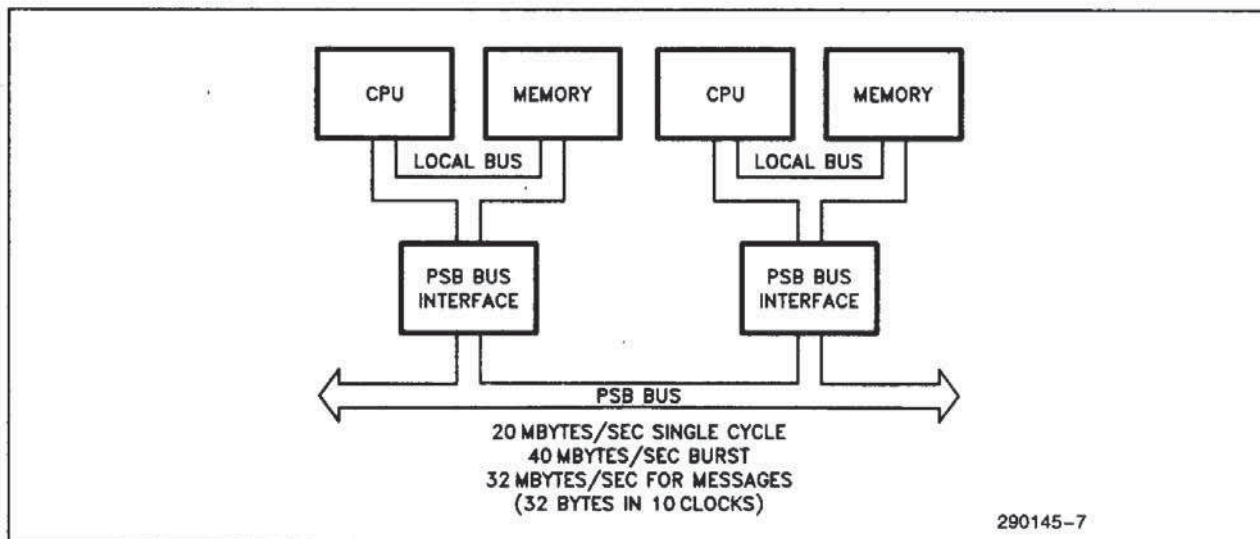 CPU
MEMORY
CPU
MEMORY
LOCAL BUS
LOCAL BUS
PSB BUS
INTERFACE
PSB BUS
INTERFACE
PSB BUS
20 MBYTES/SEC SINGLE CYCLE
40 MBYTES/SEC BURST
32 MBYTES/SEC FOR MESSAGES
(32 BYTES IN 10 CLOCKS)
290145-7